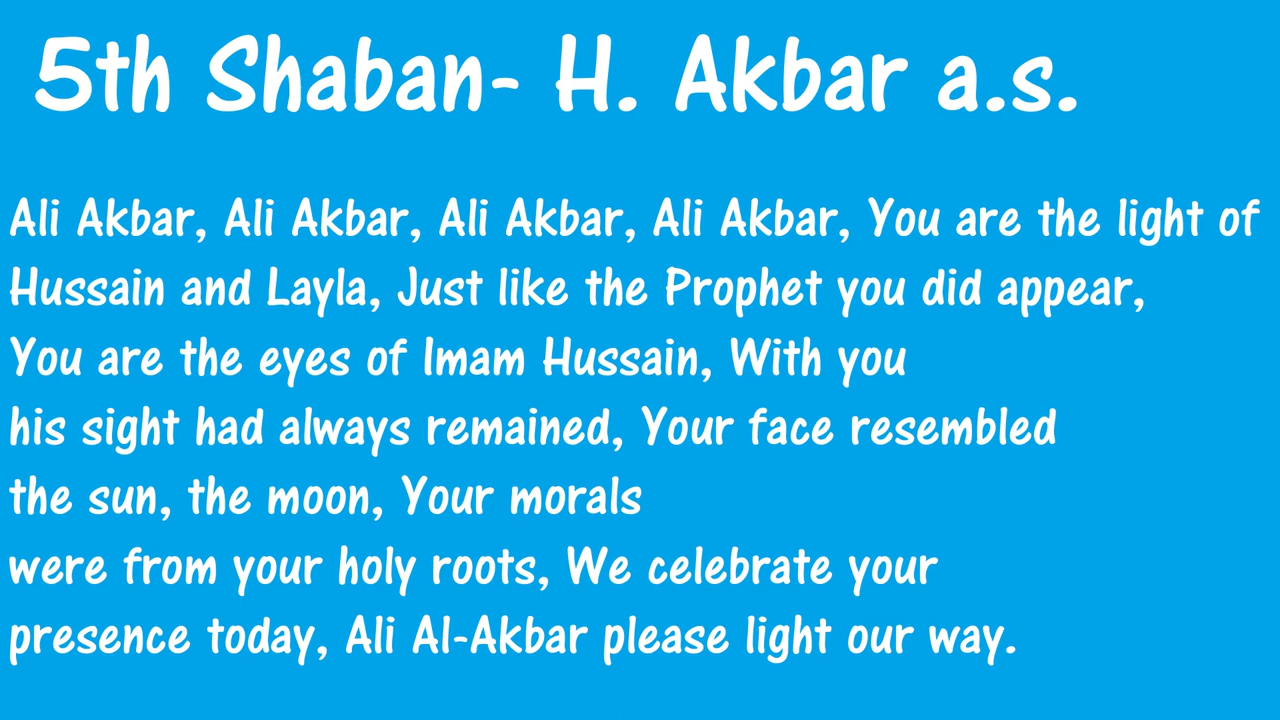 5th Shaban- H. Akbar a.s.
Ali Akbar, Ali Akbar, Ali Akbar, Ali Akbar, You are the light of
Hussain and Layla, Just like the Prophet you did appear,
You are the eyes of Imam Hussain, With you
his sight had always remained, Your face resembled
the sun, the moon, Your morals
were from your holy roots, We celebrate your
presence today, Ali Al-Akbar please light our way.